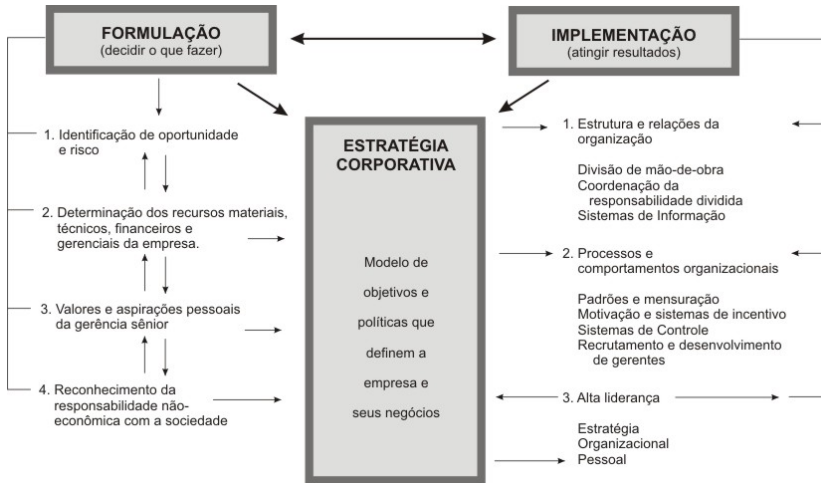 FORMULAÇÃO
(decidir o que fazer)
1. Identificação de oportunidade
e risco
2. Determinação dos recursos materiais,
técnicos, financeiros e
gerenciais da empresa.
3. Valores e aspirações pessoais
da gerência sênior
4. Reconhecimento da
responsabilidade não-
econômica com a sociedade
ESTRATÉGIA
CORPORATIVA
Modelo de
objetivos e
políticas que
definem a
empresa e
seus negócios
IMPLEMENTAÇÃO
(atingir resultados)
1. Estrutura e relações da
organização
Divisão de mão-de-obra
Coordenação da
responsabilidade dividida
Sistemas de Informação
2. Processos e
comportamentos organizacionais
Padrões e mensuração
Motivação e sistemas de incentivo
Sistemas de Controle
Recrutamento e desenvolvimento
de gerentes
3. Alta liderança
Estratégia
Organizacional
Pessoal